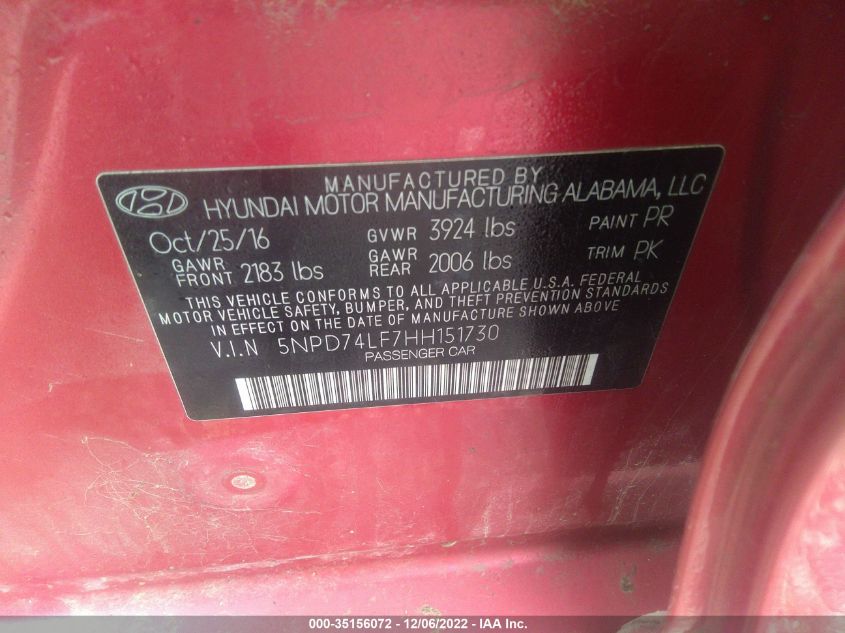 MANUFACTURED BY
HYUNDAI MOTOR MANUFACTURING ALABAMA, LLC
Oct/25/16 GVWR 3924 lbs PAINT PR
GAWR FRONT 2183 lbs GAWR REAR 2006 lbs TRIM PK
THIS VEHICLE CONFORMS TO ALL APPLICABLE U.S.A. FEDERAL
MOTOR VEHICLE SAFETY, BUMPER, AND THEFT PREVENTION STANDARDS
IN EFFECT ON THE DATE OF MANUFACTURE SHOWN ABOVE
V.I.N 5NPD74LF7HH151730
PASSENGER CAR
000-35156072 - 12/06/2022 - IAA Inc.